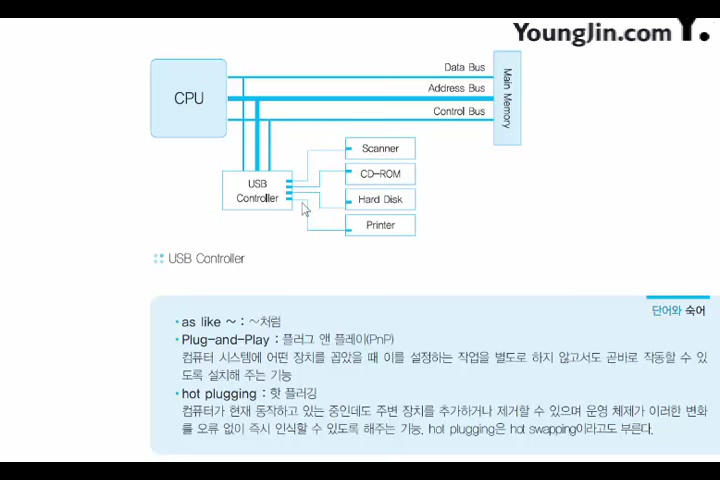 YoungJin.com Y.
Data Bus
Address Bus
Control Bus
CPU
Main Memory
USB
Controller
Scanner
CD-ROM
Hard Disk
Printer
USB Controller
단어와 숙어
• as like ~ : ~처럼
• Plug-and-Play : 플러그 앤 플레이(PnP)
컴퓨터 시스템에 어떤 장치를 꼽았을 때 이를 설정하는 작업을 별도로 하지 않고서도 곧바로 작동할 수 있
도록 설치해 주는 기능
• hot plugging : 핫 플러깅
컴퓨터가 현재 동작하고 있는 중인데도 주변 장치를 추가하거나 제거할 수 있으며 운영 체제가 이러한 변화
를 오류 없이 즉시 인식할 수 있도록 해주는 기능. hot plugging은 hot swapping이라고도 부른다.